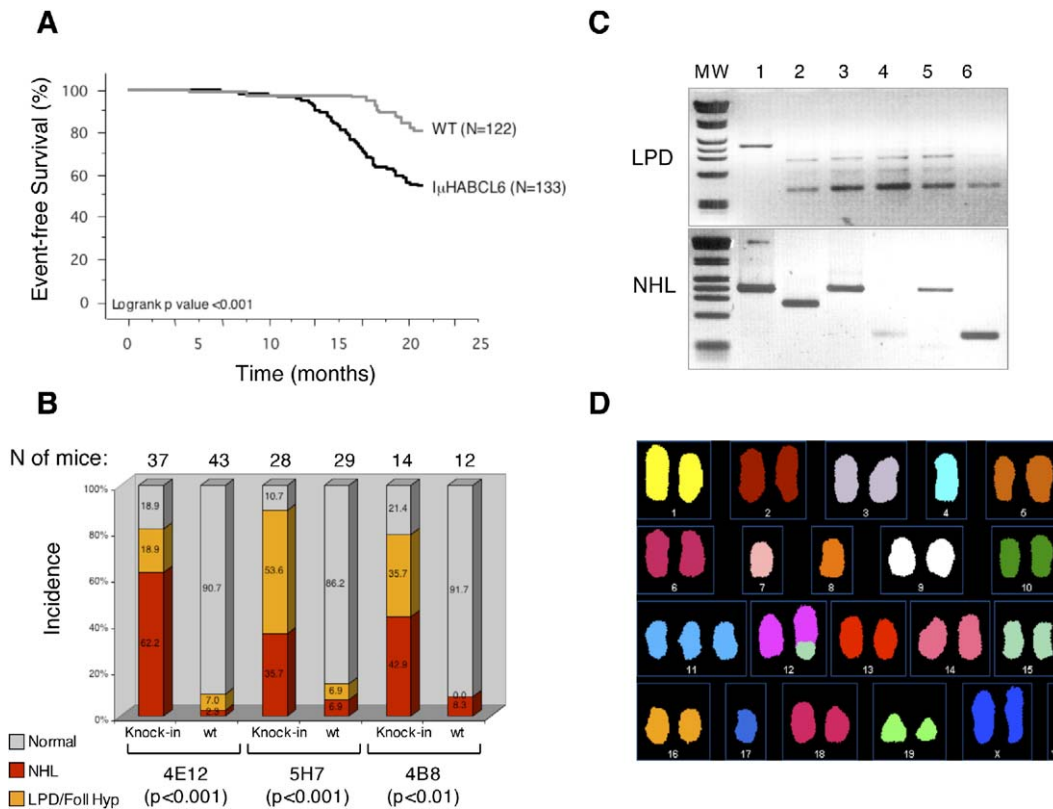 A
Event-free Survival (%)
100
80
60
40
20
0
WT (N=122)
IμHABCL6 (N=133)
Logrank p value <0.001
0 5 10 15 20 25
Time (months)
B
N of mice: 37 43 28 29 14 12
Incidence
100%
80%
60%
40%
20%
0%
18.9 90.7 10.7 86.2 21.4 91.7
18.9 7.0 53.6 6.9 35.7 0.0
62.2 2.3 35.7 6.9 42.9 8.3
Knock-in wt Knock-in wt Knock-in wt
4E12 5H7 4B8
(p<0.001) (p<0.001) (p<0.01)
Normal
NHL
LPD/Foll Hyp
C
MW 1 2 3 4 5 6
LPD
NHL
D
1 2 3 4 5
6 7 8 9 10
11 12 13 14 15
16 17 18 19 X